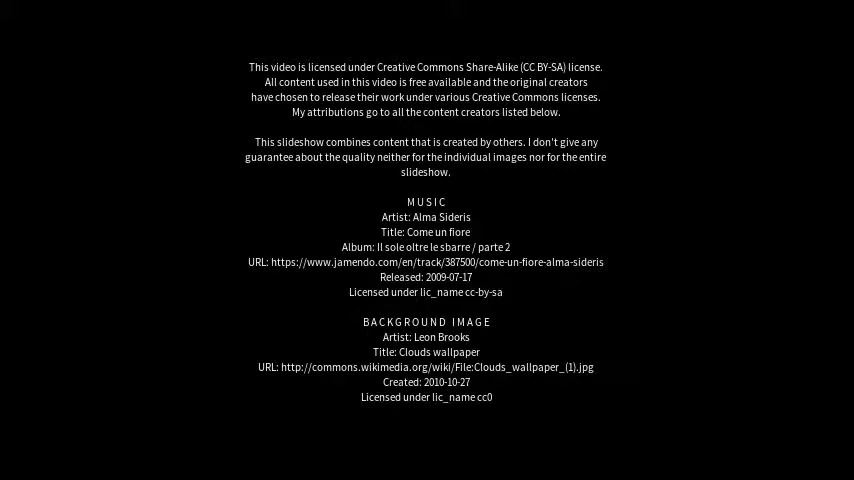 This video is licensed under Creative Commons Share-Alike (CC BY-SA) license.
All content used in this video is free available and the original creators
have chosen to release their work under various Creative Commons licenses.
My attributions go to all the content creators listed below.
This slideshow combines content that is created by others. I don't give any
guarantee about the quality neither for the individual images nor for the entire
slideshow.
MUSIC
Artist: Alma Sideris
Title: Come un fiore
Album: Il sole oltre le sbarre / parte 2
URL: https://www.jamendo.com/en/track/387500/come-un-fiore-alma-sideris
Released: 2009-07-17
Licensed under lic_name cc-by-sa
BACKGROUND IMAGE
Artist: Leon Brooks
Title: Clouds wallpaper
URL: http://commons.wikimedia.org/wiki/File:Clouds_wallpaper_(1).jpg
Created: 2010-10-27
Licensed under lic_name cc0